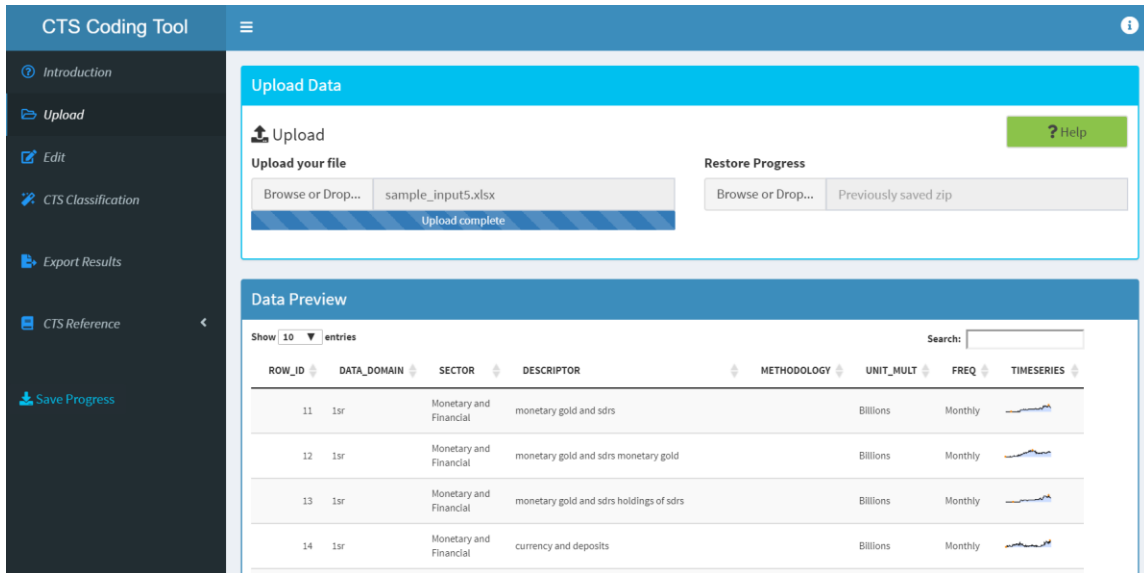 CTS Coding Tool
Introduction
Upload
Edit
CTS Classification
Export Results
CTS Reference
Save Progress
Upload Data
Upload
? Help
Upload your file
Restore Progress
Browse or Drop... sample_input5.xlsx
Browse or Drop... Previously saved zip
Upload complete
Data Preview
Show 10 entries
Search:
ROW_ID DATA_DOMAIN SECTOR DESCRIPTOR METHODOLOGY UNIT_MULT FREQ TIMESERIES
11 1sr Monetary and Financial monetary gold and sdrs Billions Monthly
12 1sr Monetary and Financial monetary gold and sdrs monetary gold Billions Monthly
13 1sr Monetary and Financial monetary gold and sdrs holdings of sdrs Billions Monthly
14 1sr Monetary and Financial currency and deposits Billions Monthly